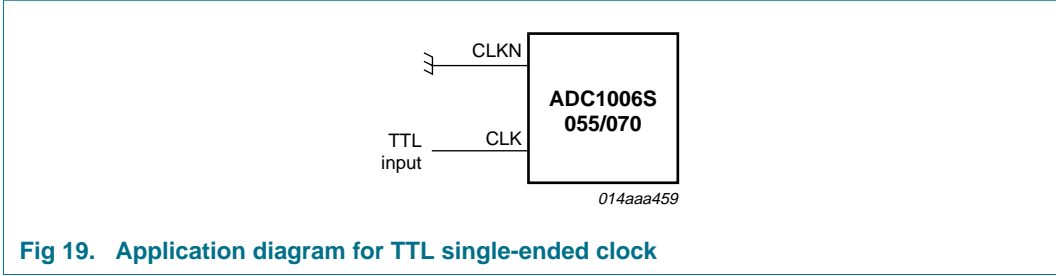 CLKN
ADC1006S
055/070
TTL
input
CLK
014aaa459
Fig 19. Application diagram for TTL single-ended clock